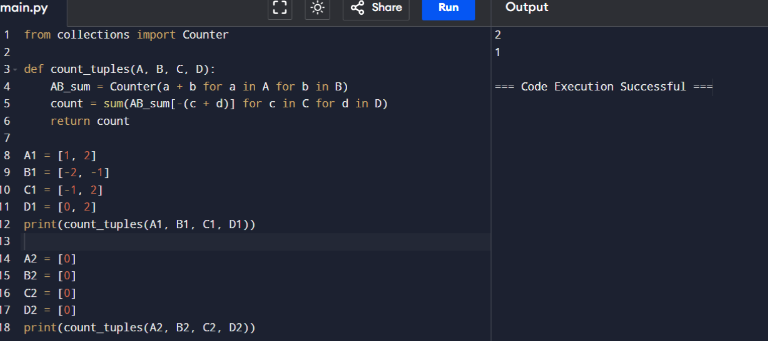 main.py Share Run Output
1 from collections import Counter
2
3 def count_tuples(A, B, C, D):
4 AB_sum = Counter(a + b for a in A for b in B)
5 count = sum(AB_sum[-(c + d)] for c in C for d in D)
6 return count
7
8 A1 = [1, 2]
9 B1 = [-2, -1]
10 C1 = [-1, 2]
11 D1 = [0, 2]
12 print(count_tuples(A1, B1, C1, D1))
13
14 A2 = [0]
15 B2 = [0]
16 C2 = [0]
17 D2 = [0]
18 print(count_tuples(A2, B2, C2, D2))
2
1
=== Code Execution Successful ===